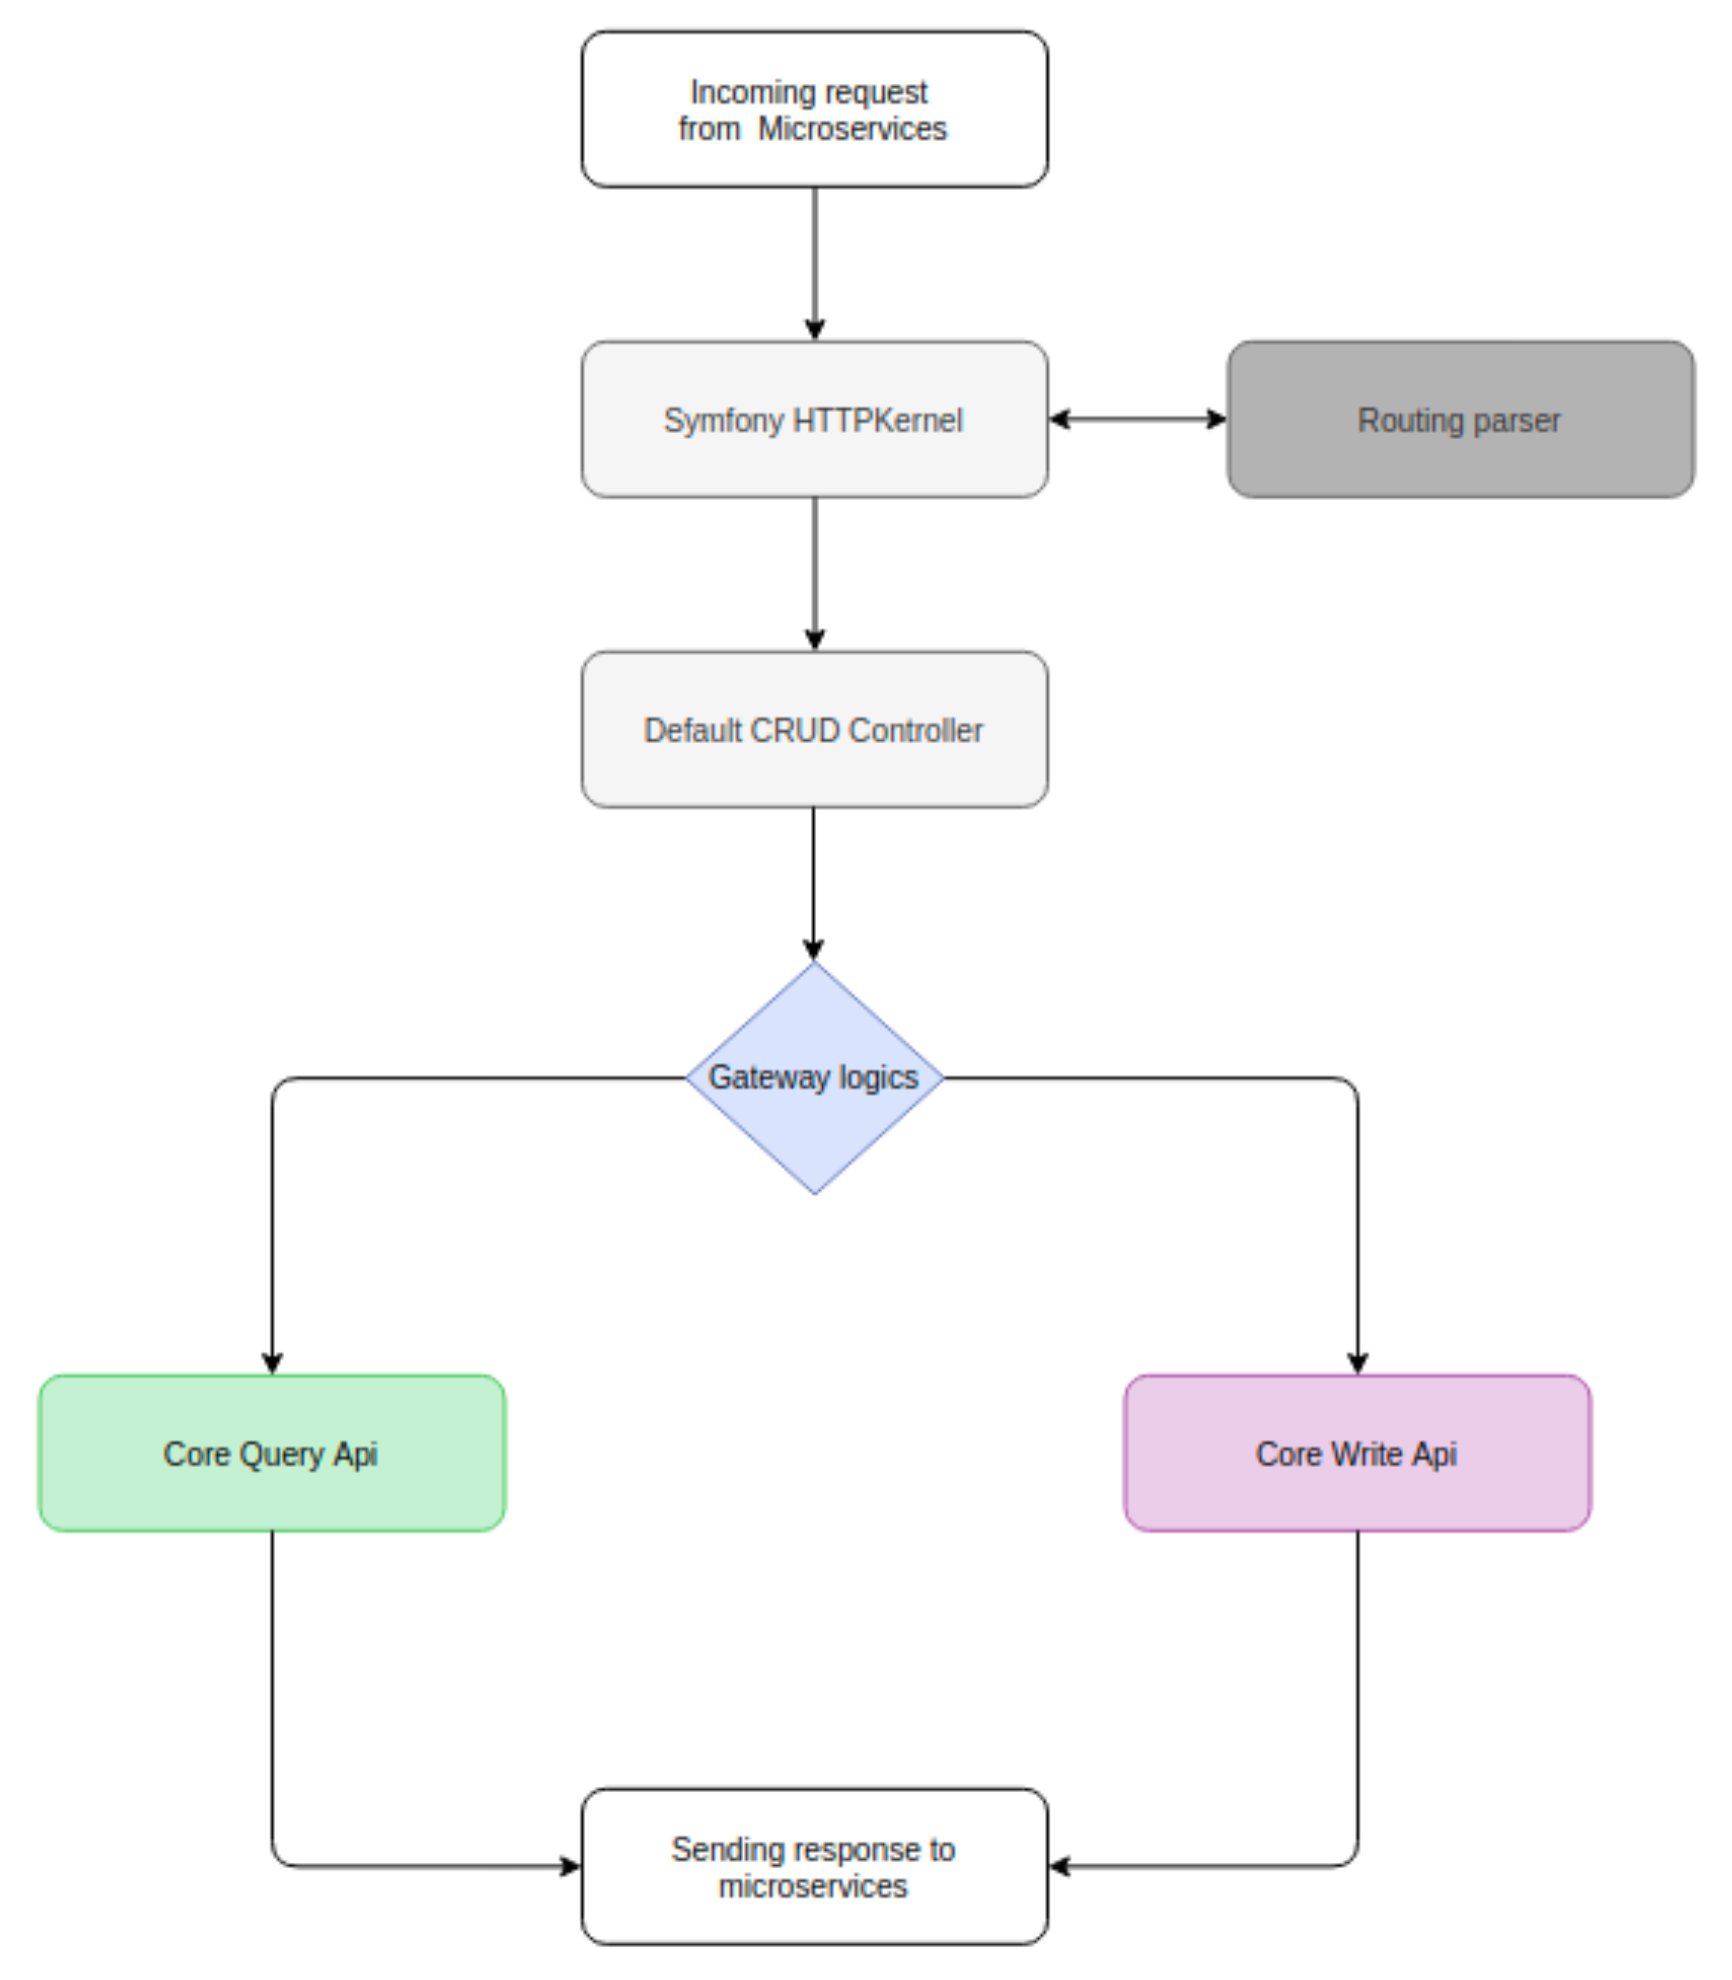 Incoming request
from  Microservices
Symfony HTTPKernel
Routing parser
Default CRUD Controller
Gateway logics
Core Query Api
Core Write Api
Sending response to
microservices